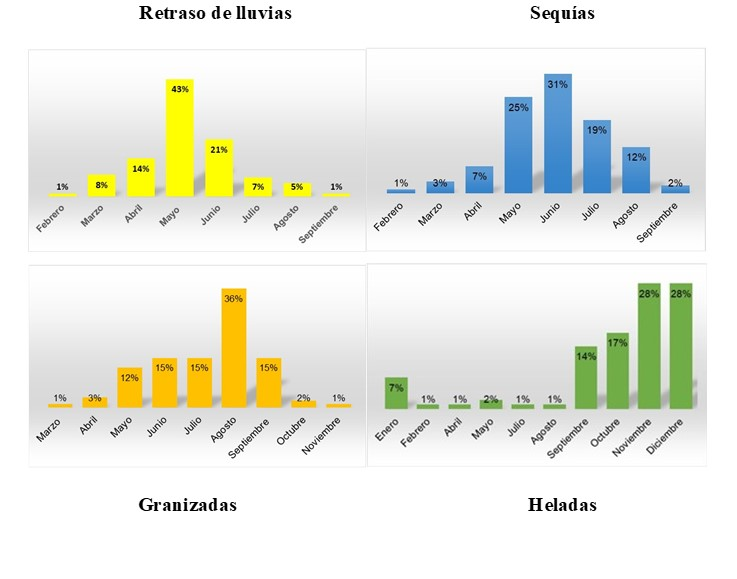 Retraso de lluvias
43%
21%
14%
8%
7%
5%
1%
1%
Febrero
Marzo
Abril
Mayo
Junio
Julio
Agosto
Septiembre
Sequías
31%
25%
19%
12%
7%
3%
1%
2%
Febrero
Marzo
Abril
Mayo
Junio
Julio
Agosto
Septiembre
36%
15%
15%
15%
12%
3%
1%
2%
1%
Marzo
Abril
Mayo
Junio
Julio
Agosto
Septiembre
Octubre
Noviembre
Granizadas
28%
28%
17%
14%
7%
1%
1%
2%
1%
1%
Enero
Febrero
Abril
Mayo
Julio
Agosto
Septiembre
Octubre
Noviembre
Diciembre
Heladas